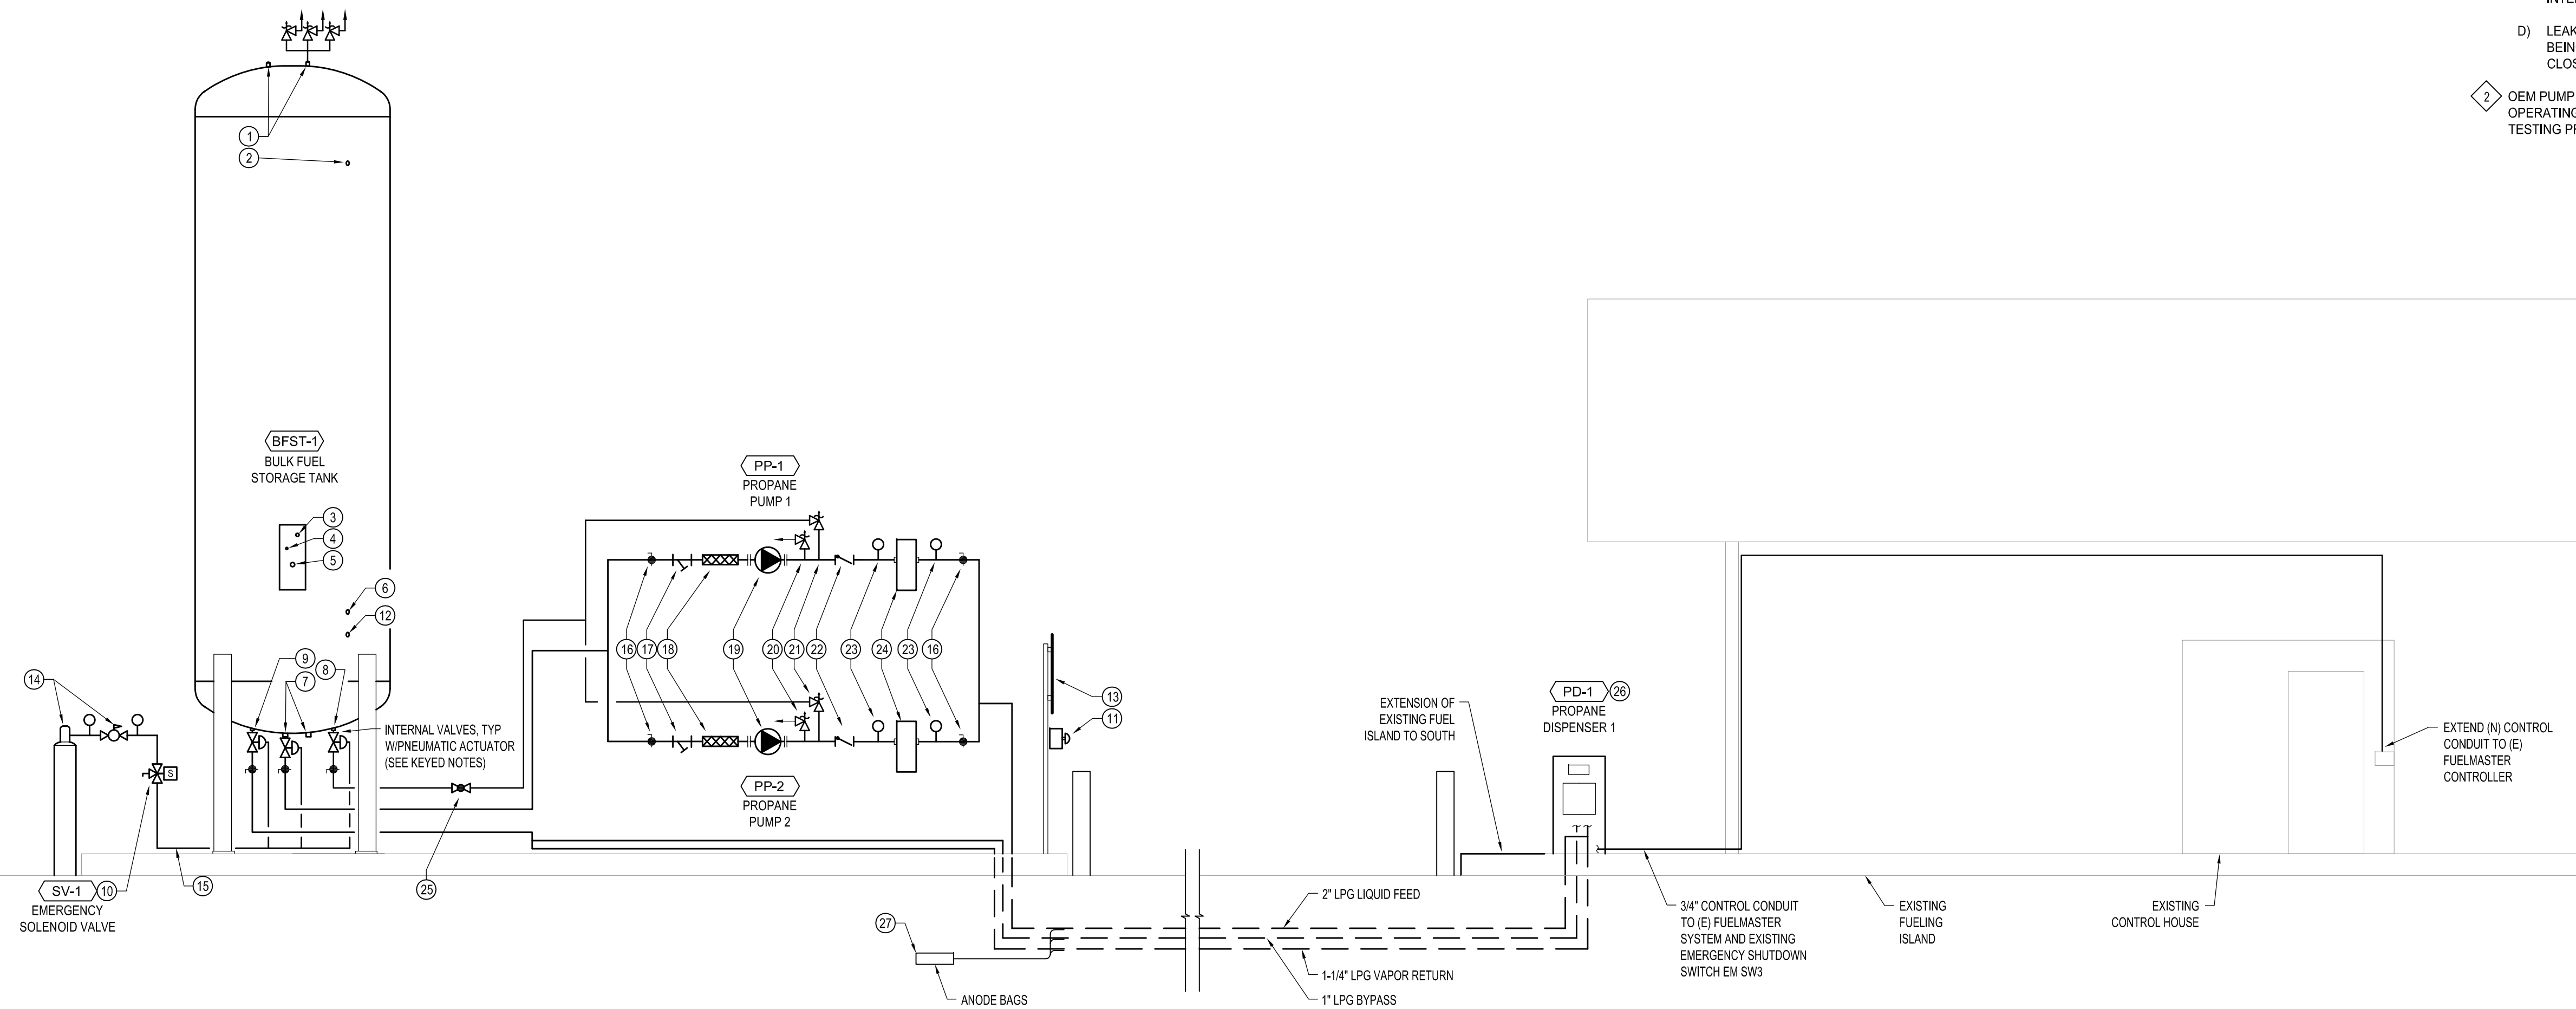 INTE
D) LEAK
BEIN
CLOS
2 OEM PUMP
OPERATING
TESTING PR
1
2
BFST-1
BULK FUEL
STORAGE TANK
3
4
5
6
12
9
8
7
14
INTERNAL VALVES, TYP
W/PNEUMATIC ACTUATOR
(SEE KEYED NOTES)
S
SV-1 10
EMERGENCY
SOLENOID VALVE
15
25
PP-1
PROPANE
PUMP 1
16 17 18 19 20 21 22 23 24 23 16
PP-2
PROPANE
PUMP 2
13
11
EXTENSION OF
EXISTING FUEL
ISLAND TO SOUTH
PD-1 26
PROPANE
DISPENSER 1
EXTEND (N) CONTROL
CONDUIT TO (E)
FUELMASTER
CONTROLLER
27
ANODE BAGS
2" LPG LIQUID FEED
1-1/4" LPG VAPOR RETURN
1" LPG BYPASS
3/4" CONTROL CONDUIT
TO (E) FUELMASTER
SYSTEM AND EXISTING
EMERGENCY SHUTDOWN
SWITCH EM SW3
EXISTING
FUELING
ISLAND
EXISTING
CONTROL HOUSE